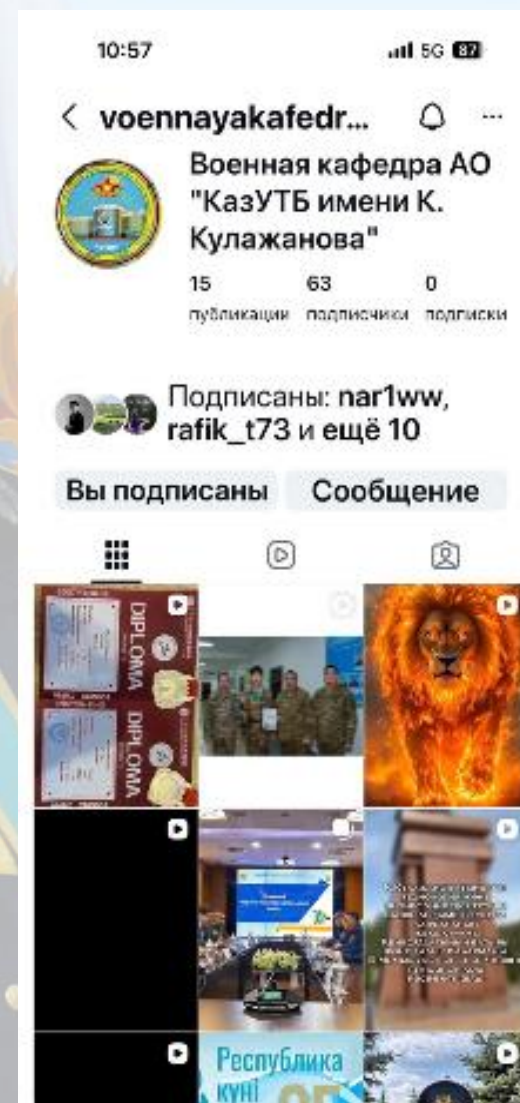 10:57
5G 87
voennayakafedr...
Военная кафедра АО
"КазУТБ имени К.
Кулажанова"
15 63 0
публикации подписчики подписки
Подписаны: nar1ww,
rafik_t73 и ещё 10
Вы подписаны Сообщение
DIPLOMA
DIPLOMA
Республика
күні